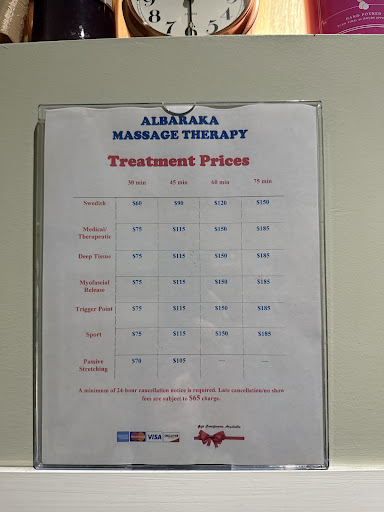 ALBARAKA
MASSAGE THERAPY
Treatment Prices
30 min 45 min 60 min 75 min
Swedish $60 $90 $120 $150
Medical/
Therapeutic $75 $115 $150 $185
Deep Tissue $75 $115 $150 $185
Myofascial
Release $75 $115 $150 $185
Trigger Point $75 $115 $150 $185
Sport $75 $115 $150 $185
Passive
Stretching $70 $105 — —
A minimum of 24-hour cancellation notice is required. Late cancellation/no show
fees are subject to $65 charge.
Gift Certificates Available
VISA